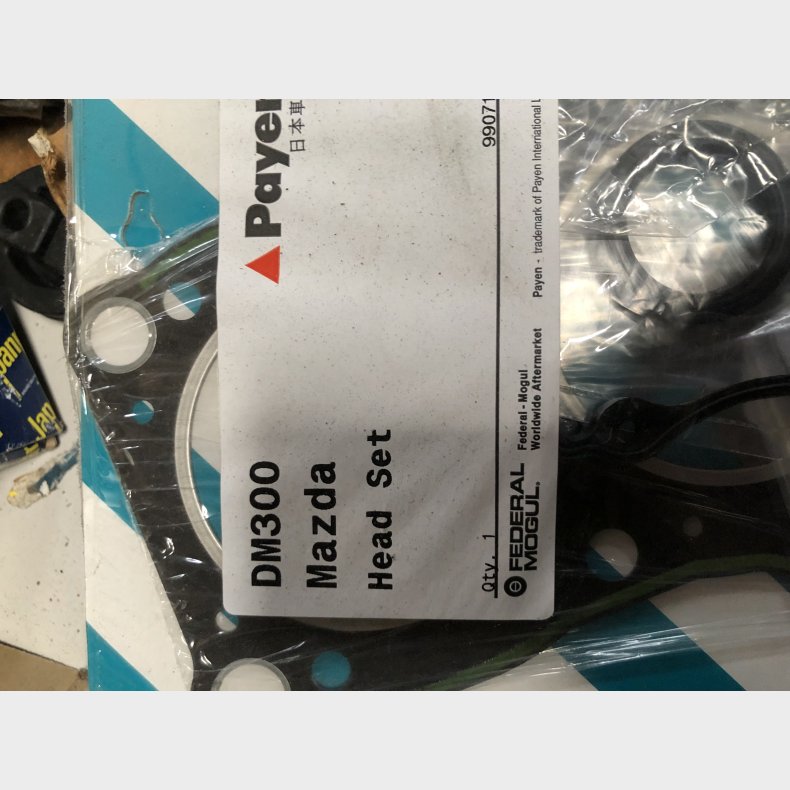 Payen
日本車
DM300
Mazda
Head Set
Qty. 1
99071
FEDERAL
MOGUL®
Federal-Mogul
Worldwide Aftermarket
Payen - trademark of Payen International